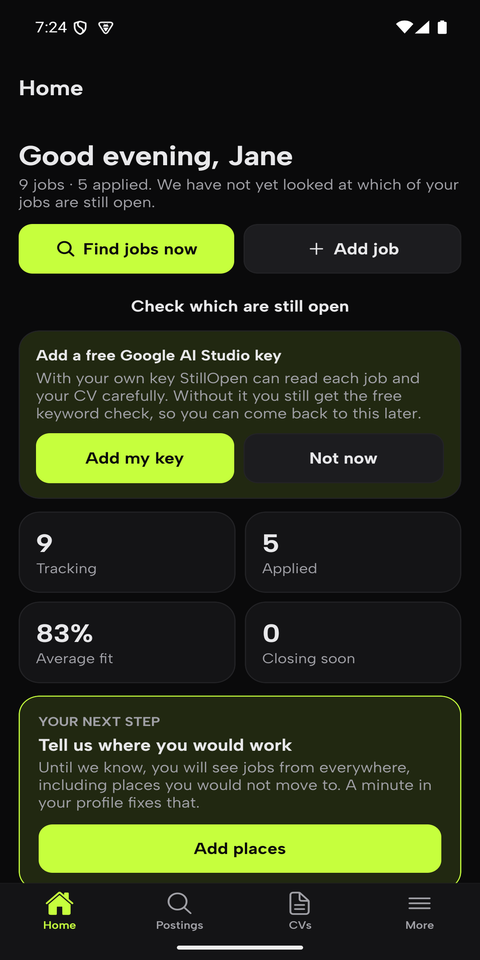 7:24
Home
Good evening, Jane
9 jobs · 5 applied. We have not yet looked at which of your
jobs are still open.
Find jobs now
Add job
Check which are still open
Add a free Google AI Studio key
With your own key StillOpen can read each job and
your CV carefully. Without it you still get the free
keyword check, so you can come back to this later.
Add my key
Not now
9
Tracking
5
Applied
83%
Average fit
0
Closing soon
YOUR NEXT STEP
Tell us where you would work
Until we know, you will see jobs from everywhere,
including places you would not move to. A minute in
your profile fixes that.
Add places
Home
Postings
CVs
More